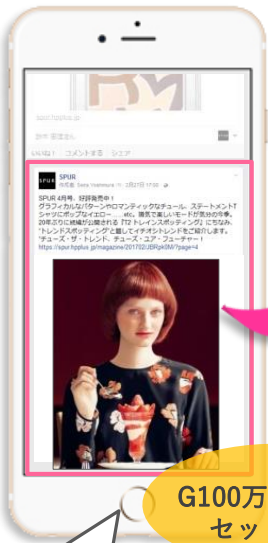 spur.hpplus.jp
いいね！ コメントする シェア
SPUR
SPUR
SPUR 4月号、好評発売中！
グラフィカルなパターンやロマンティックなチュール、ステートメントT
シャツにポップなイエロー……etc。強気で楽しいモードが気分の今季。
20年ぶりに続編が公開される『T2 トレインスポッティング』にちなみ、
"トレンドスポッティング"と題してイチオシトレンドをご紹介します。
"チューズ・ザ・トレンド、チューズ・ユア・フューチャー！
G100万
セッ